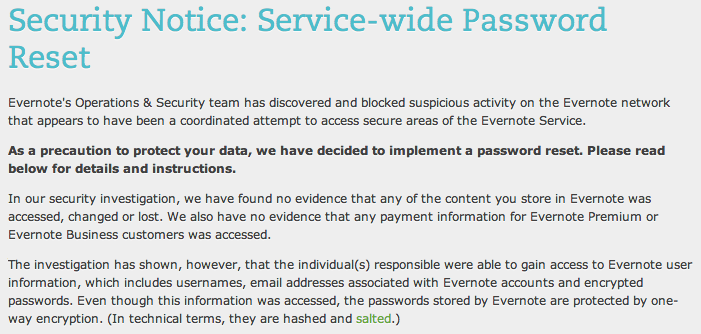 Security Notice: Service-wide Password
Reset
Evernote's Operations & Security team has discovered and blocked suspicious activity on the Evernote network
that appears to have been a coordinated attempt to access secure areas of the Evernote Service.
As a precaution to protect your data, we have decided to implement a password reset. Please read
below for details and instructions.
In our security investigation, we have found no evidence that any of the content you store in Evernote was
accessed, changed or lost. We also have no evidence that any payment information for Evernote Premium or
Evernote Business customers was accessed.
The investigation has shown, however, that the individual(s) responsible were able to gain access to Evernote user
information, which includes usernames, email addresses associated with Evernote accounts and encrypted
passwords. Even though this information was accessed, the passwords stored by Evernote are protected by one-
way encryption. (In technical terms, they are hashed and salted.)